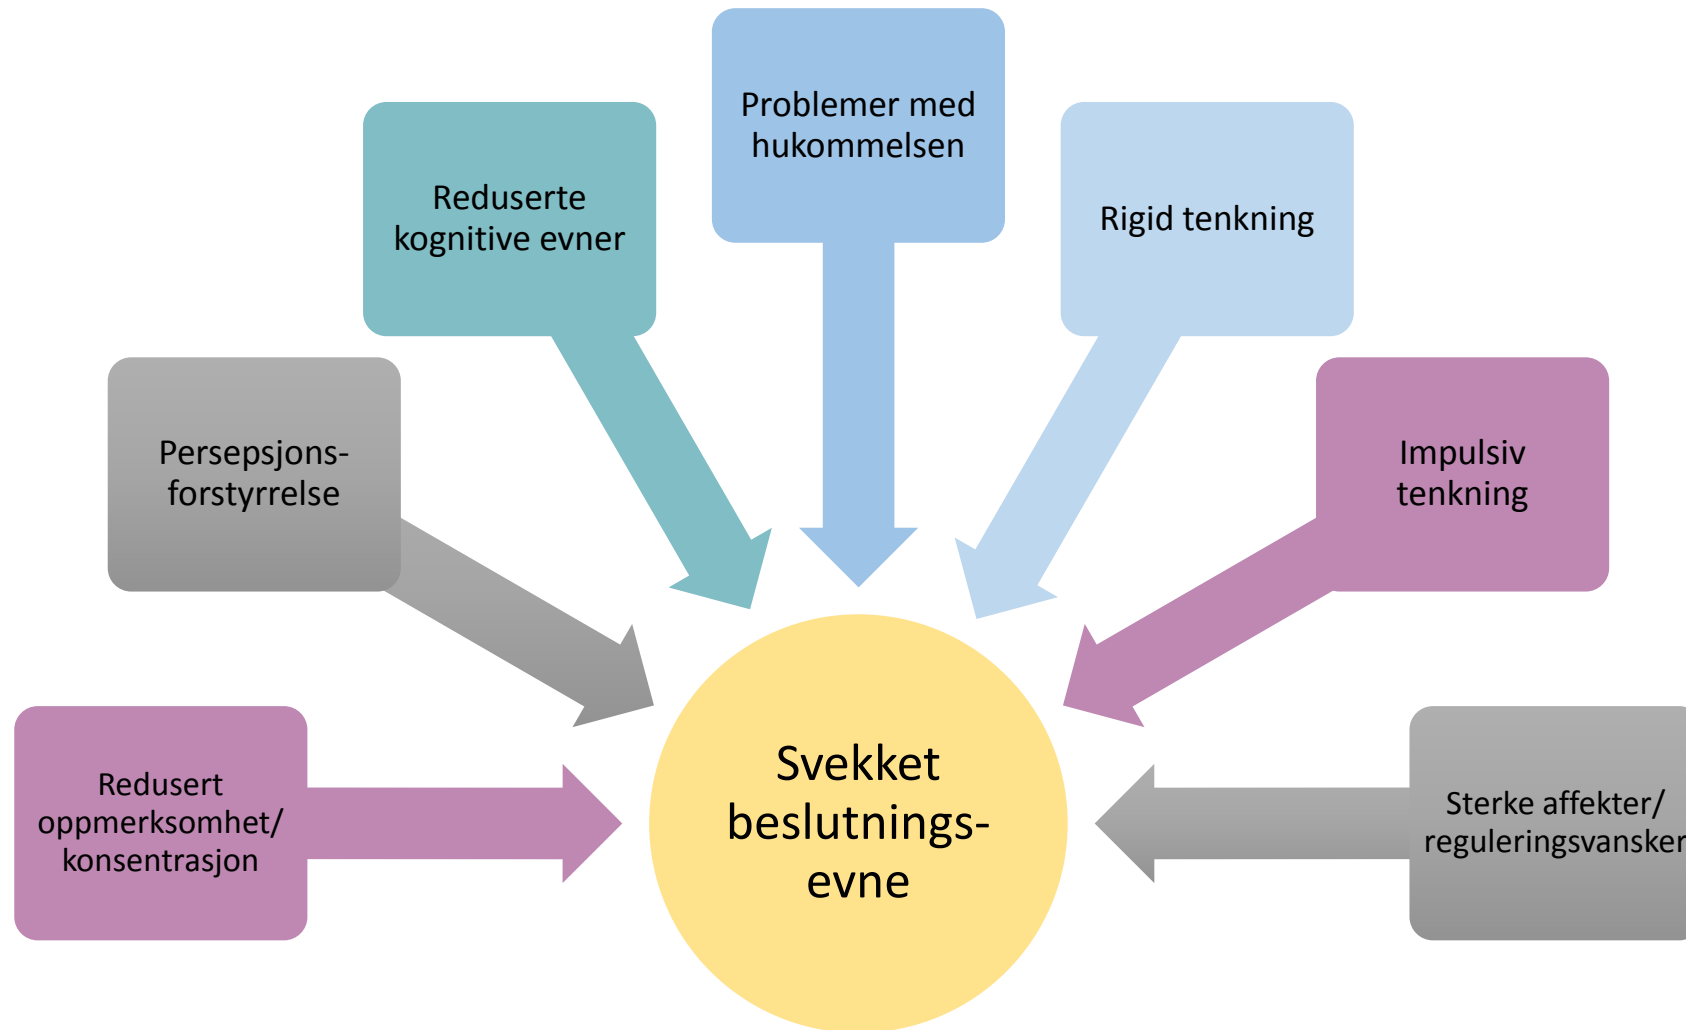 Problemer med
hukommelsen
Reduserte
kognitive evner
Rigid tenkning
Persepsjons-
forstyrrelse
Impulsiv
tenkning
Redusert
oppmerksomhet/
konsentrasjon
Svekket
beslutnings-
evne
Sterke affekter/
reguleringsvansker